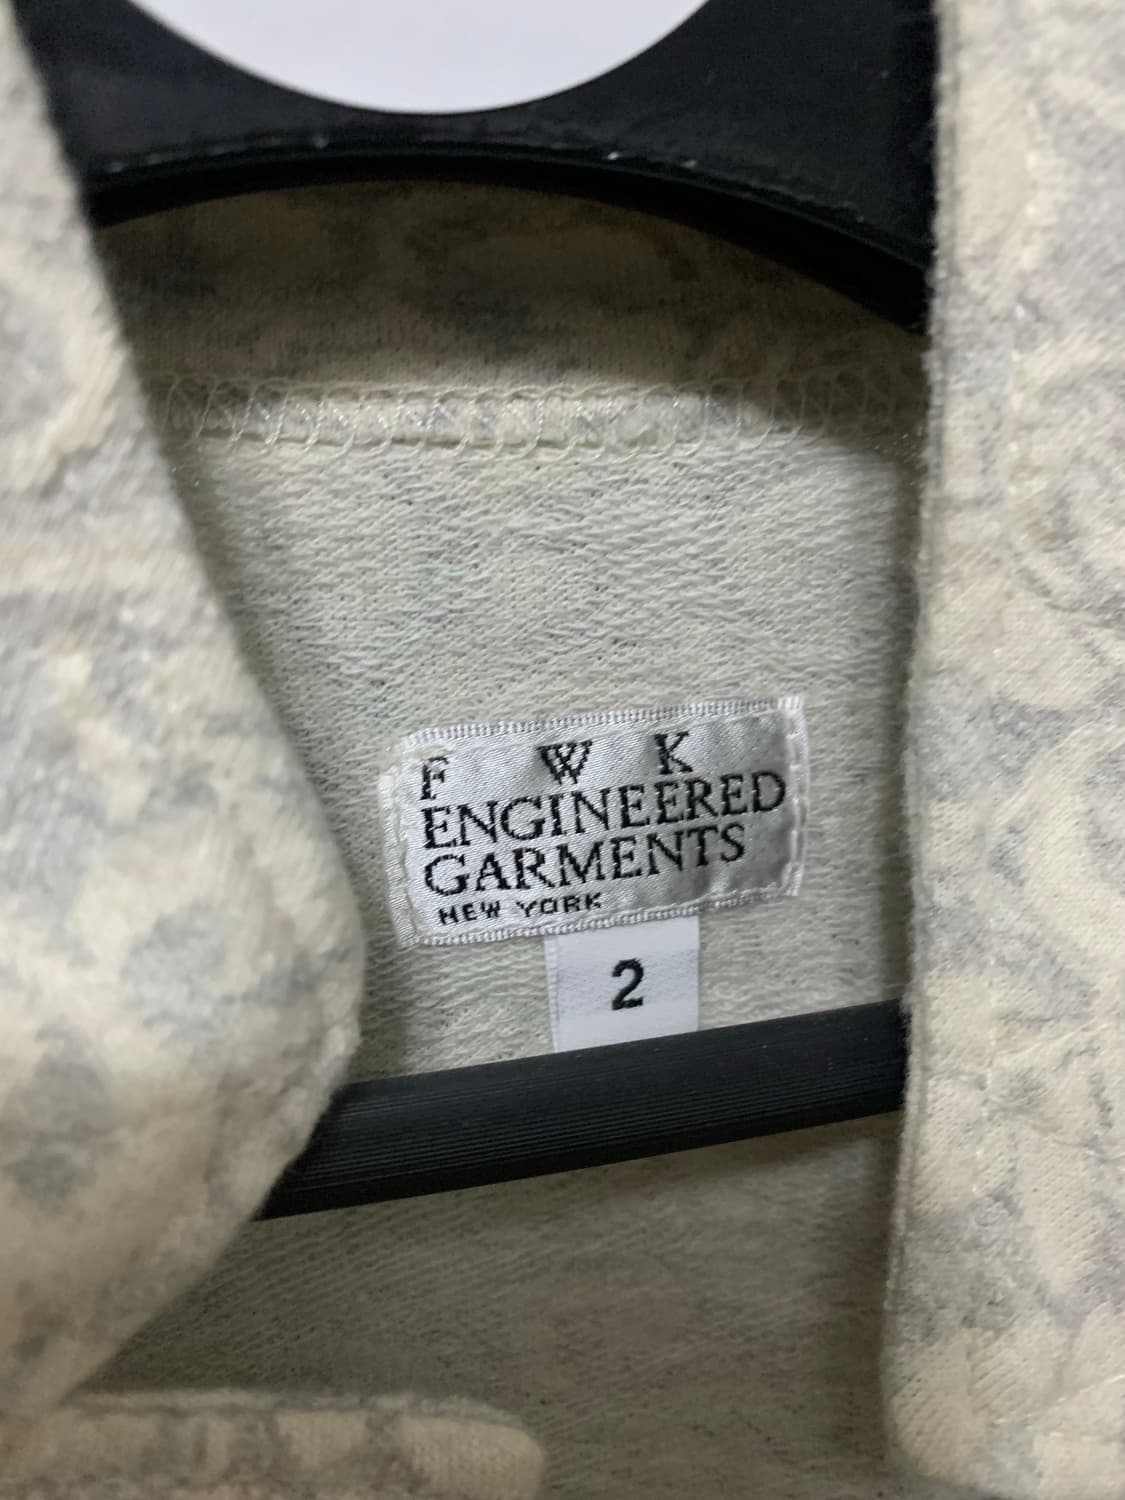 F W K
ENGINEERED
GARMENTS
NEW YORK
2